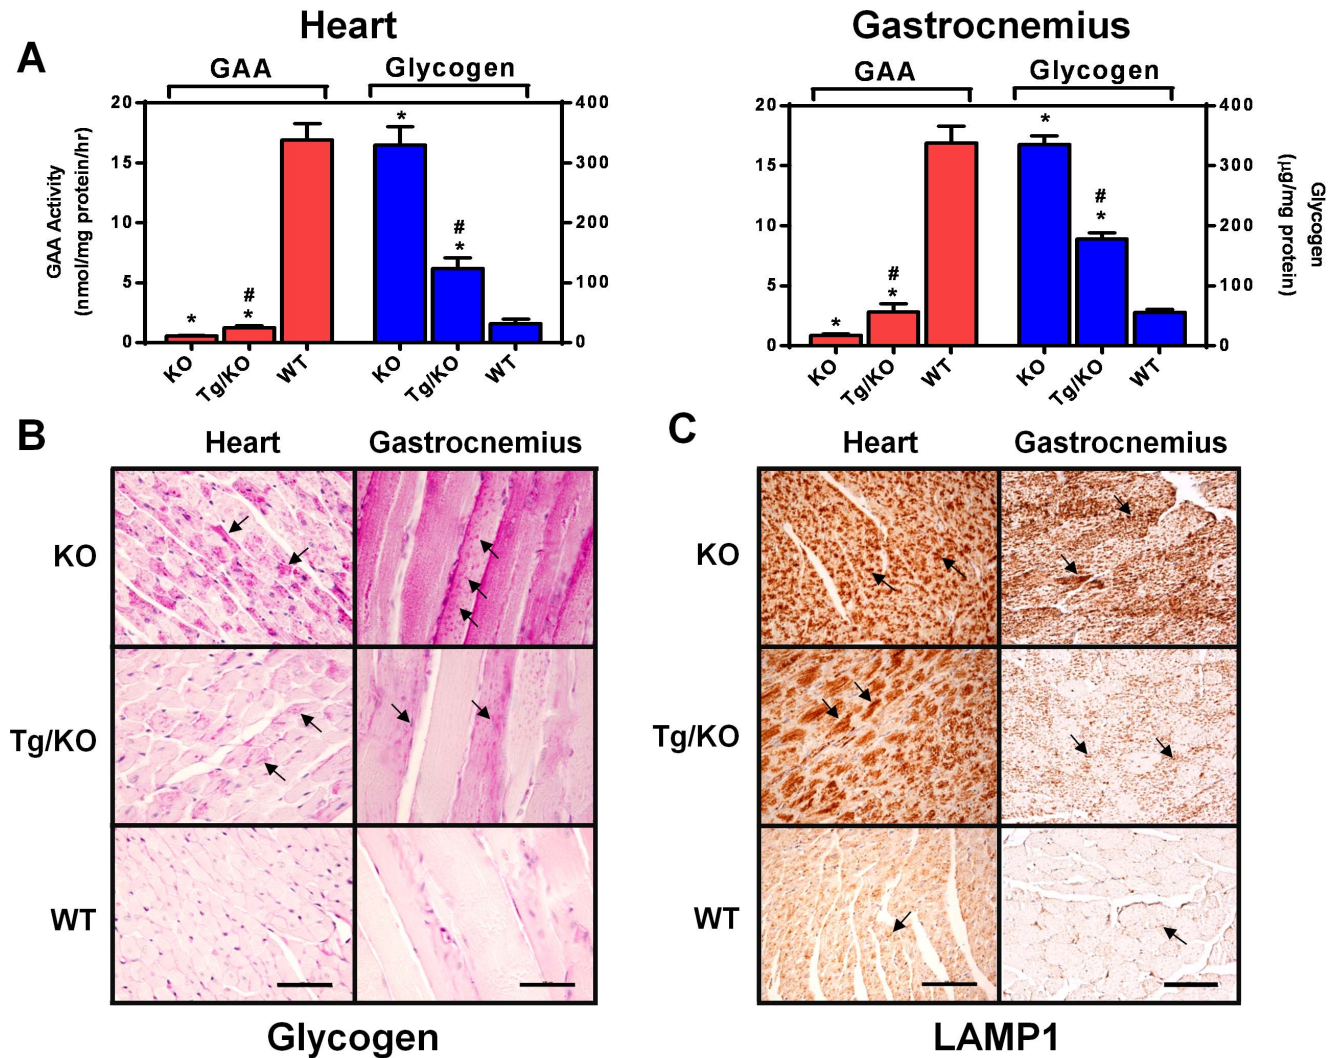 Heart
Gastrocnemius
A
GAA
Glycogen
GAA
Glycogen
20
15
10
5
0
GAA Activity
(nmol/mg protein/hr)
400
300
200
100
0
*
#
*
*
#
*
KO
Tg/KO
WT
KO
Tg/KO
WT
20
15
10
5
0
400
300
200
100
0
Glycogen
(µg/mg protein)
*
#
*
*
#
*
KO
Tg/KO
WT
KO
Tg/KO
WT
B
Heart
Gastrocnemius
KO
Tg/KO
WT
Glycogen
C
Heart
Gastrocnemius
KO
Tg/KO
WT
LAMP1